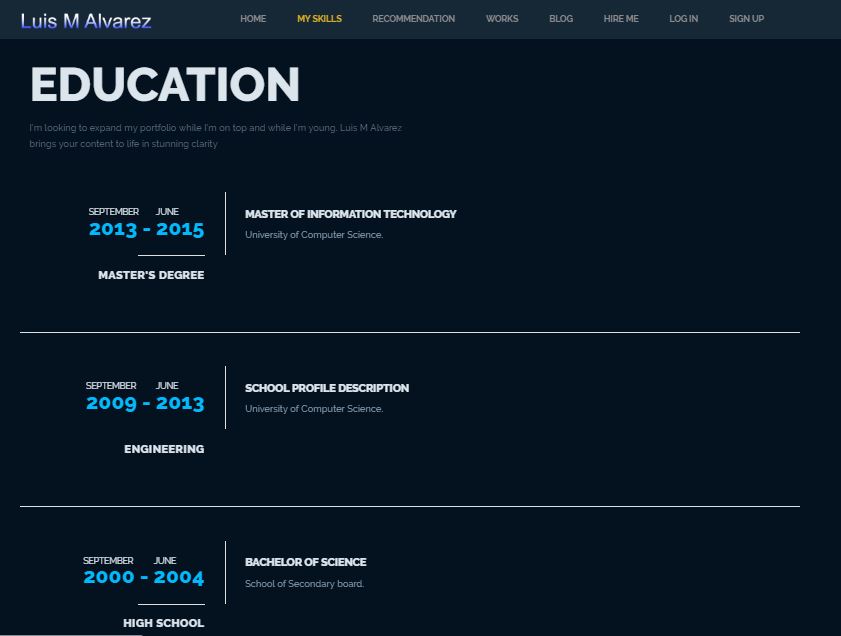 Luis M Alvarez
HOME MY SKILLS RECOMMENDATION WORKS BLOG HIRE ME LOG IN SIGN UP
EDUCATION
I'm looking to expand my portfolio while I'm on top and while I'm young. Luis M Alvarez
brings your content to life in stunning clarity
SEPTEMBER JUNE
2013 - 2015
MASTER'S DEGREE
MASTER OF INFORMATION TECHNOLOGY
University of Computer Science.
SEPTEMBER JUNE
2009 - 2013
ENGINEERING
SCHOOL PROFILE DESCRIPTION
University of Computer Science.
SEPTEMBER JUNE
2000 - 2004
HIGH SCHOOL
BACHELOR OF SCIENCE
School of Secondary board.